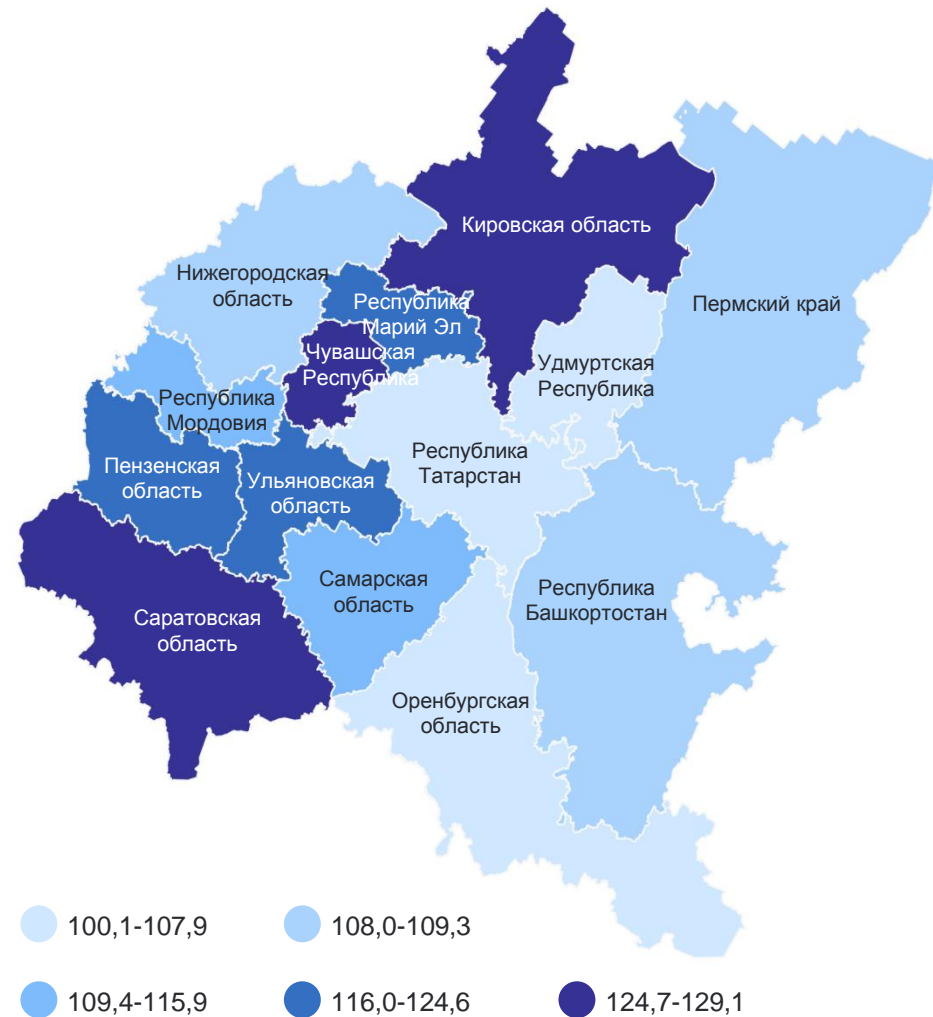 Кировская область
Нижегородская
область
Пермский край
Республика
Марий Эл
Чувашская
Республика
Удмуртская
Республика
Республика
Мордовия
Республика
Татарстан
Пензенская
область
Ульяновская
область
Самарская
область
Республика
Башкортостан
Саратовская
область
Оренбургская
область
100,1-107,9
108,0-109,3
109,4-115,9
116,0-124,6
124,7-129,1